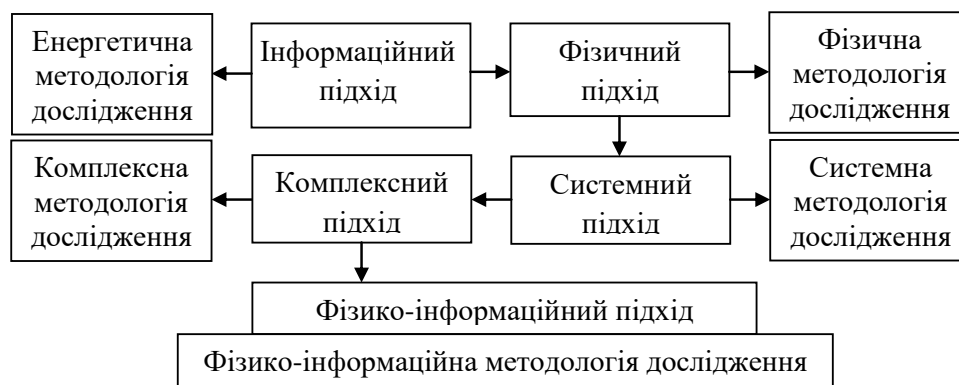 Енергетична
методологія
дослідження
Інформаційний
підхід
Фізичний
підхід
Фізична
методологія
дослідження
Комплексна
методологія
дослідження
Комплексний
підхід
Системний
підхід
Системна
методологія
дослідження
Фізико-інформаційний підхід
Фізико-інформаційна методологія дослідження